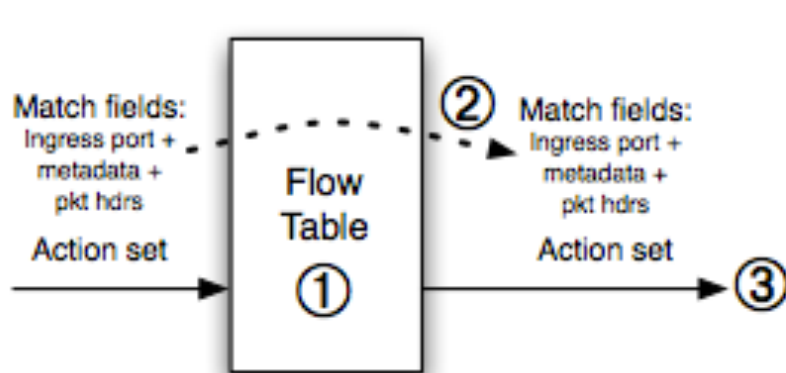 Match fields:
Ingress port +
metadata +
pkt hdrs
Action set
Flow
Table
①
②
Match fields:
Ingress port +
metadata +
pkt hdrs
Action set
③